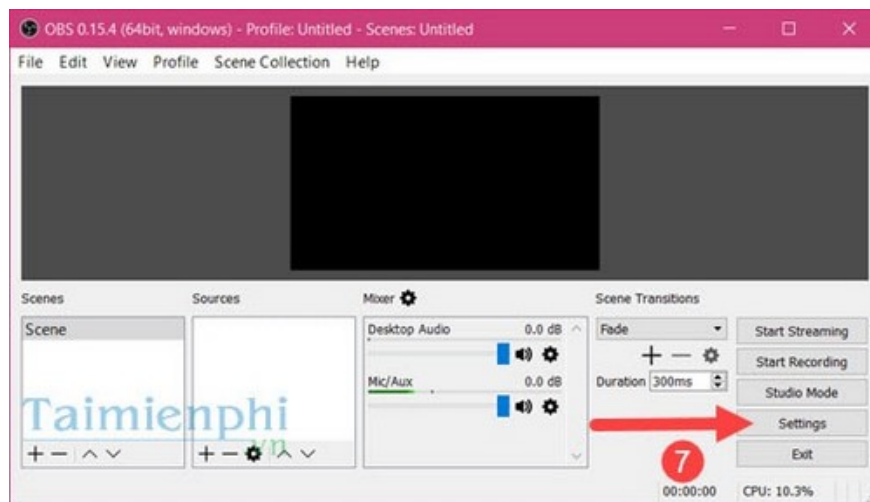 OBS 0.15.4 (64bit, windows) - Profile: Untitled - Scenes: Untitled
File Edit View Profile Scene Collection Help
Scenes
Sources
Mixer
Scene Transitions
Scene
Desktop Audio 0.0 dB
Mic/Aux 0.0 dB
Fade
Duration 300ms
Start Streaming
Start Recording
Studio Mode
Settings
Exit
Taimienphi
.vn
7
00:00:00 CPU: 10.3%